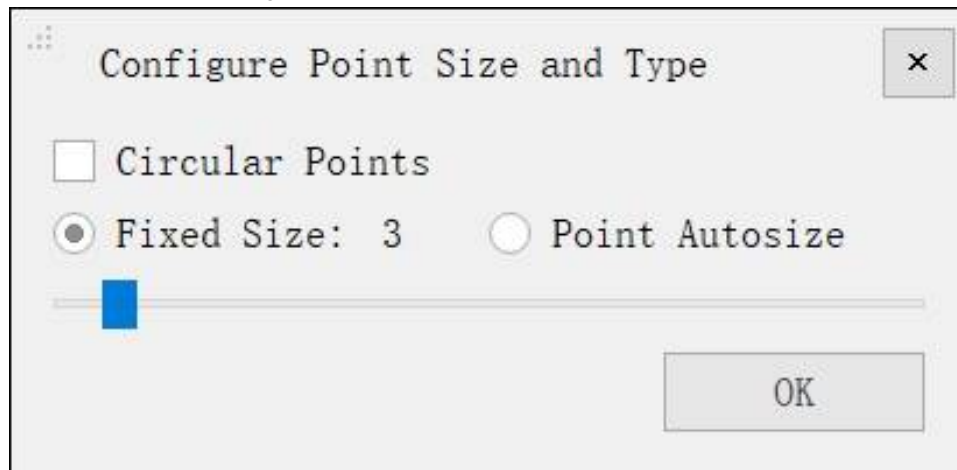 Configure Point Size and Type
Circular Points
Fixed Size: 3 Point Autosize
OK